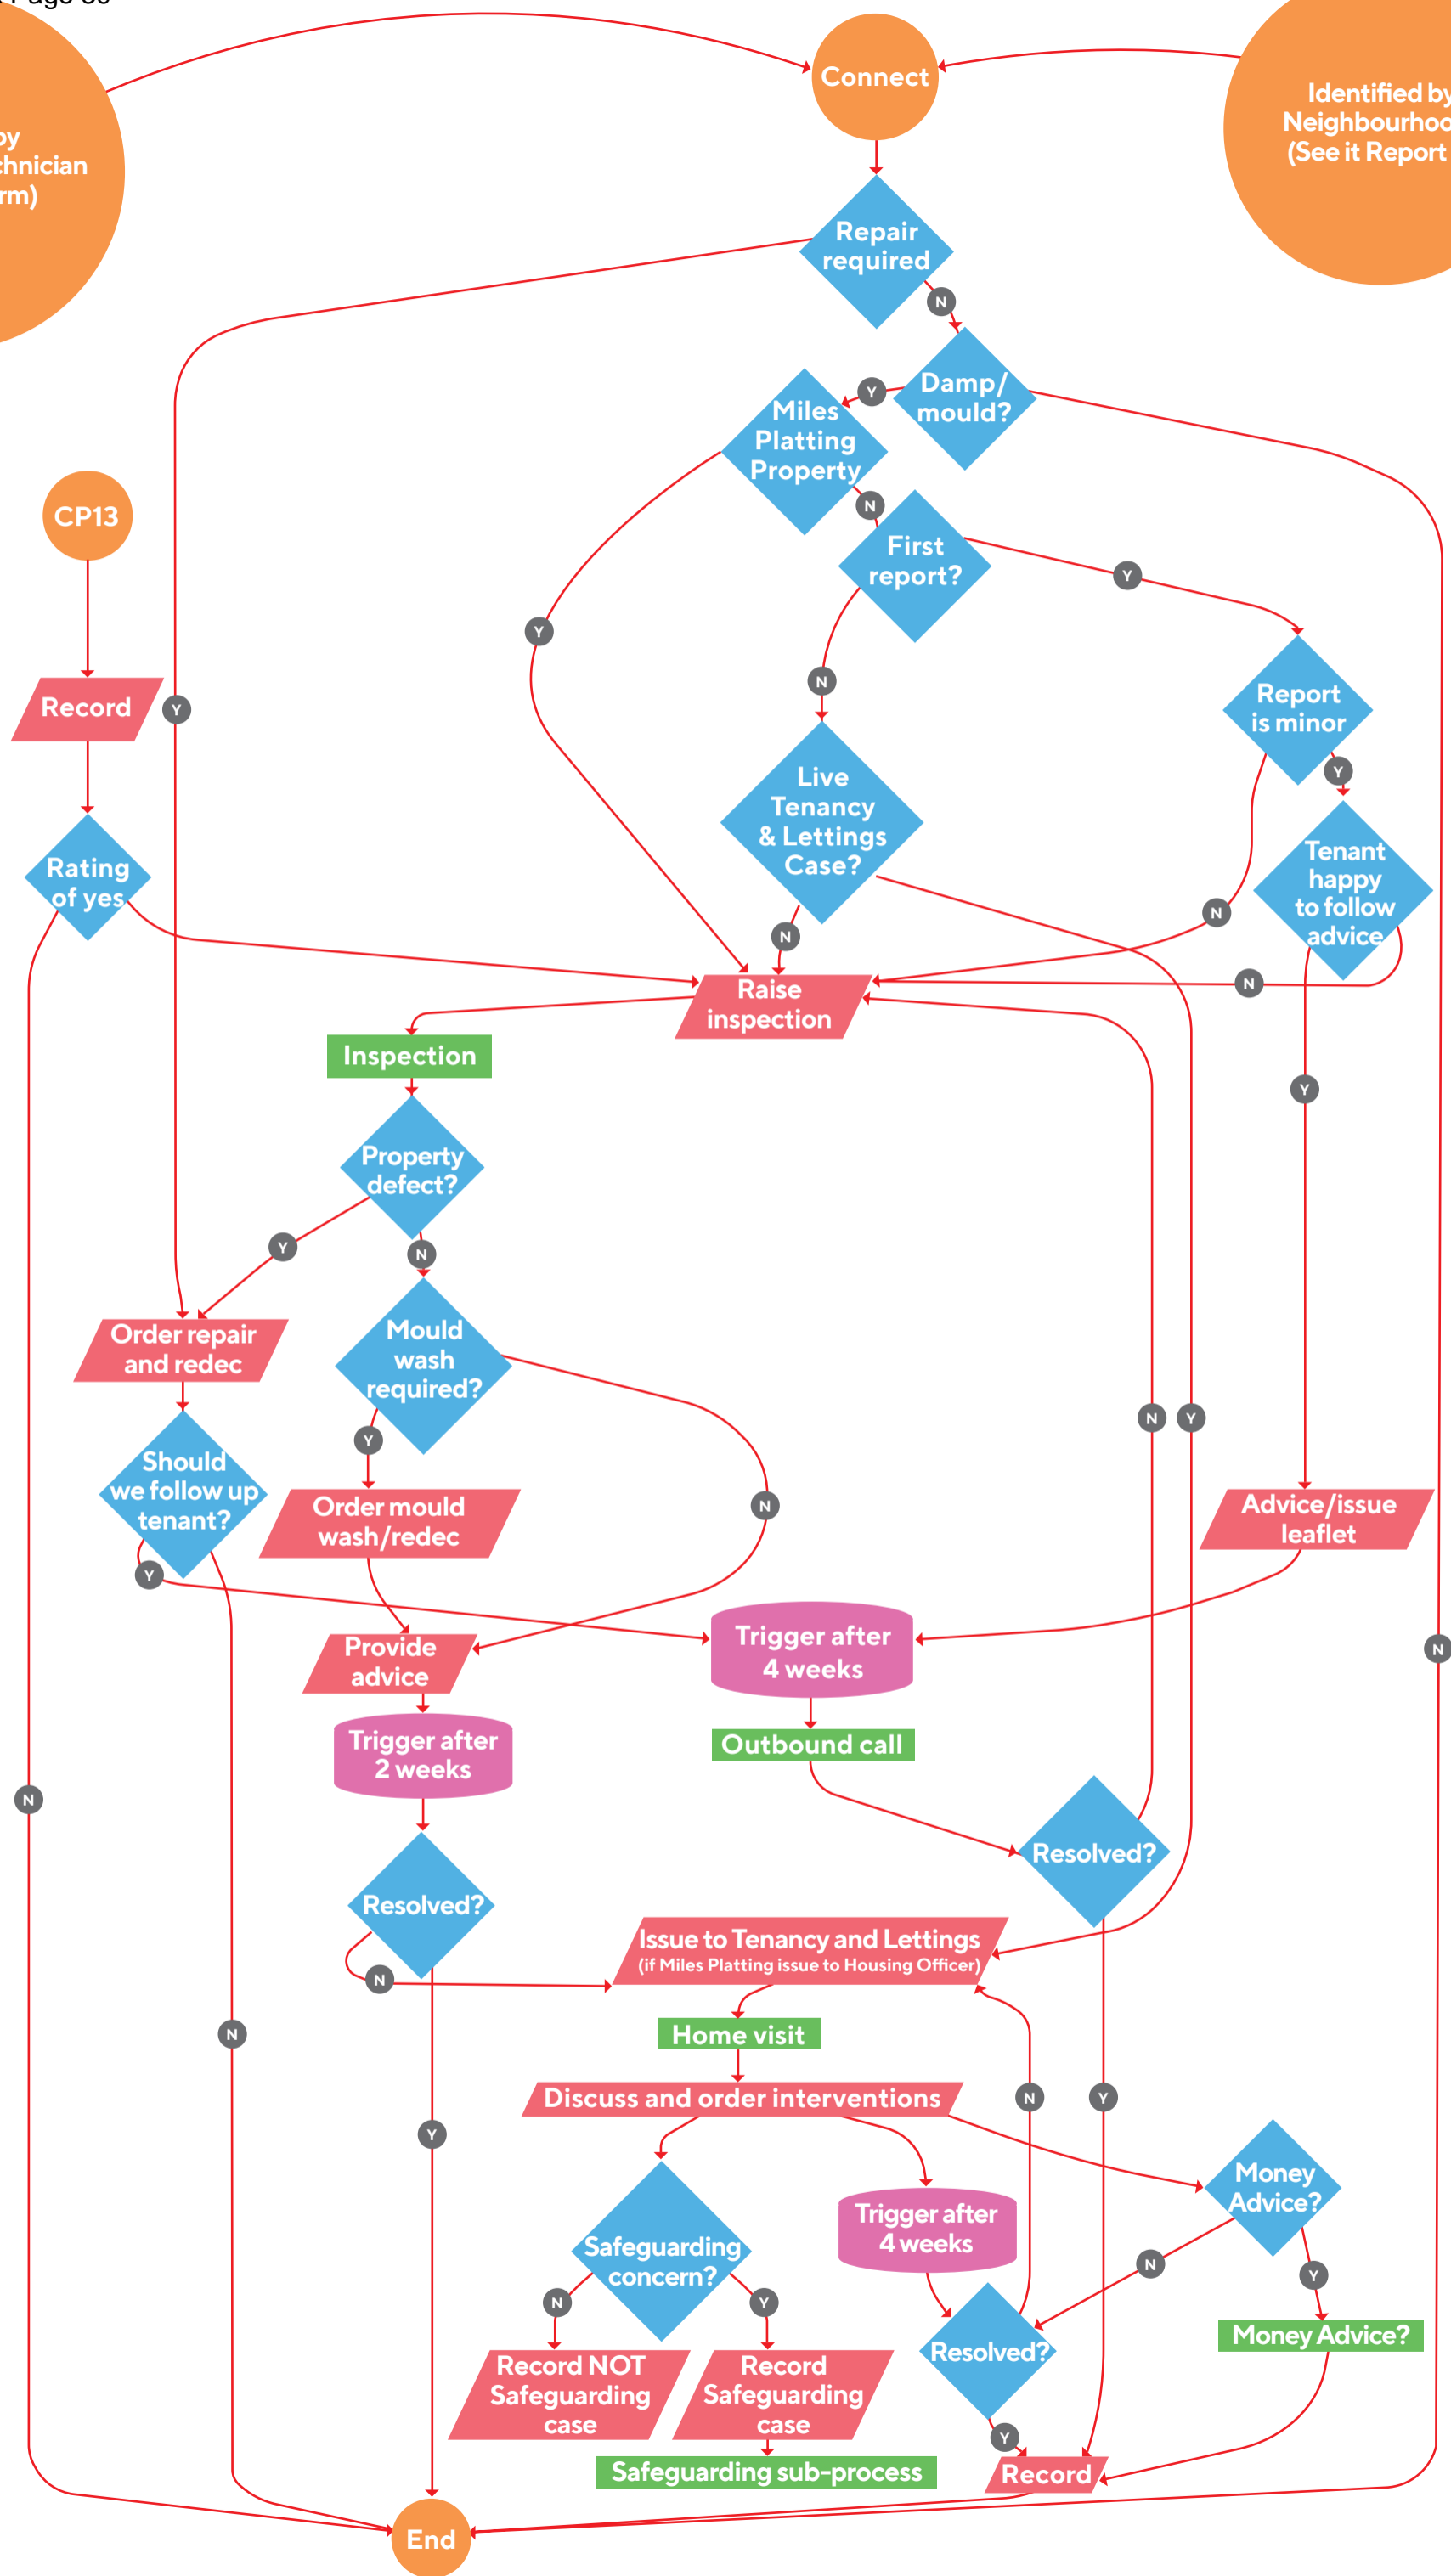 Connect
Identified by
Neighbourhoo
(See it Report
by
chnician
rm)
Repair
required
N
Damp/
mould?
Y
Miles
Platting
Property
N
First
report?
CP13
Y
Y
N
Record
Y
Report
is minor
Y
Live
Tenancy
& Lettings
Case?
Rating
of yes
Tenant
happy
to follow
advice
N
N
N
Raise
inspection
Inspection
Y
Property
defect?
Y
N
Order repair
and redec
Mould
wash
required?
N
Y
Y
Should
we follow up
tenant?
Order mould
wash/redec
N
Advice/issue
leaflet
Y
Provide
advice
Trigger after
4 weeks
N
Trigger after
2 weeks
Outbound call
N
Resolved?
Resolved?
Issue to Tenancy and Lettings
(if Miles Platting issue to Housing Officer)
N
N
Home visit
Discuss and order interventions
N
Y
Y
Money
Advice?
Trigger after
4 weeks
Safeguarding
concern?
N
Y
N
Y
Money Advice?
Resolved?
Record NOT
Safeguarding
case
Record
Safeguarding
case
Y
Safeguarding sub-process
Record
End